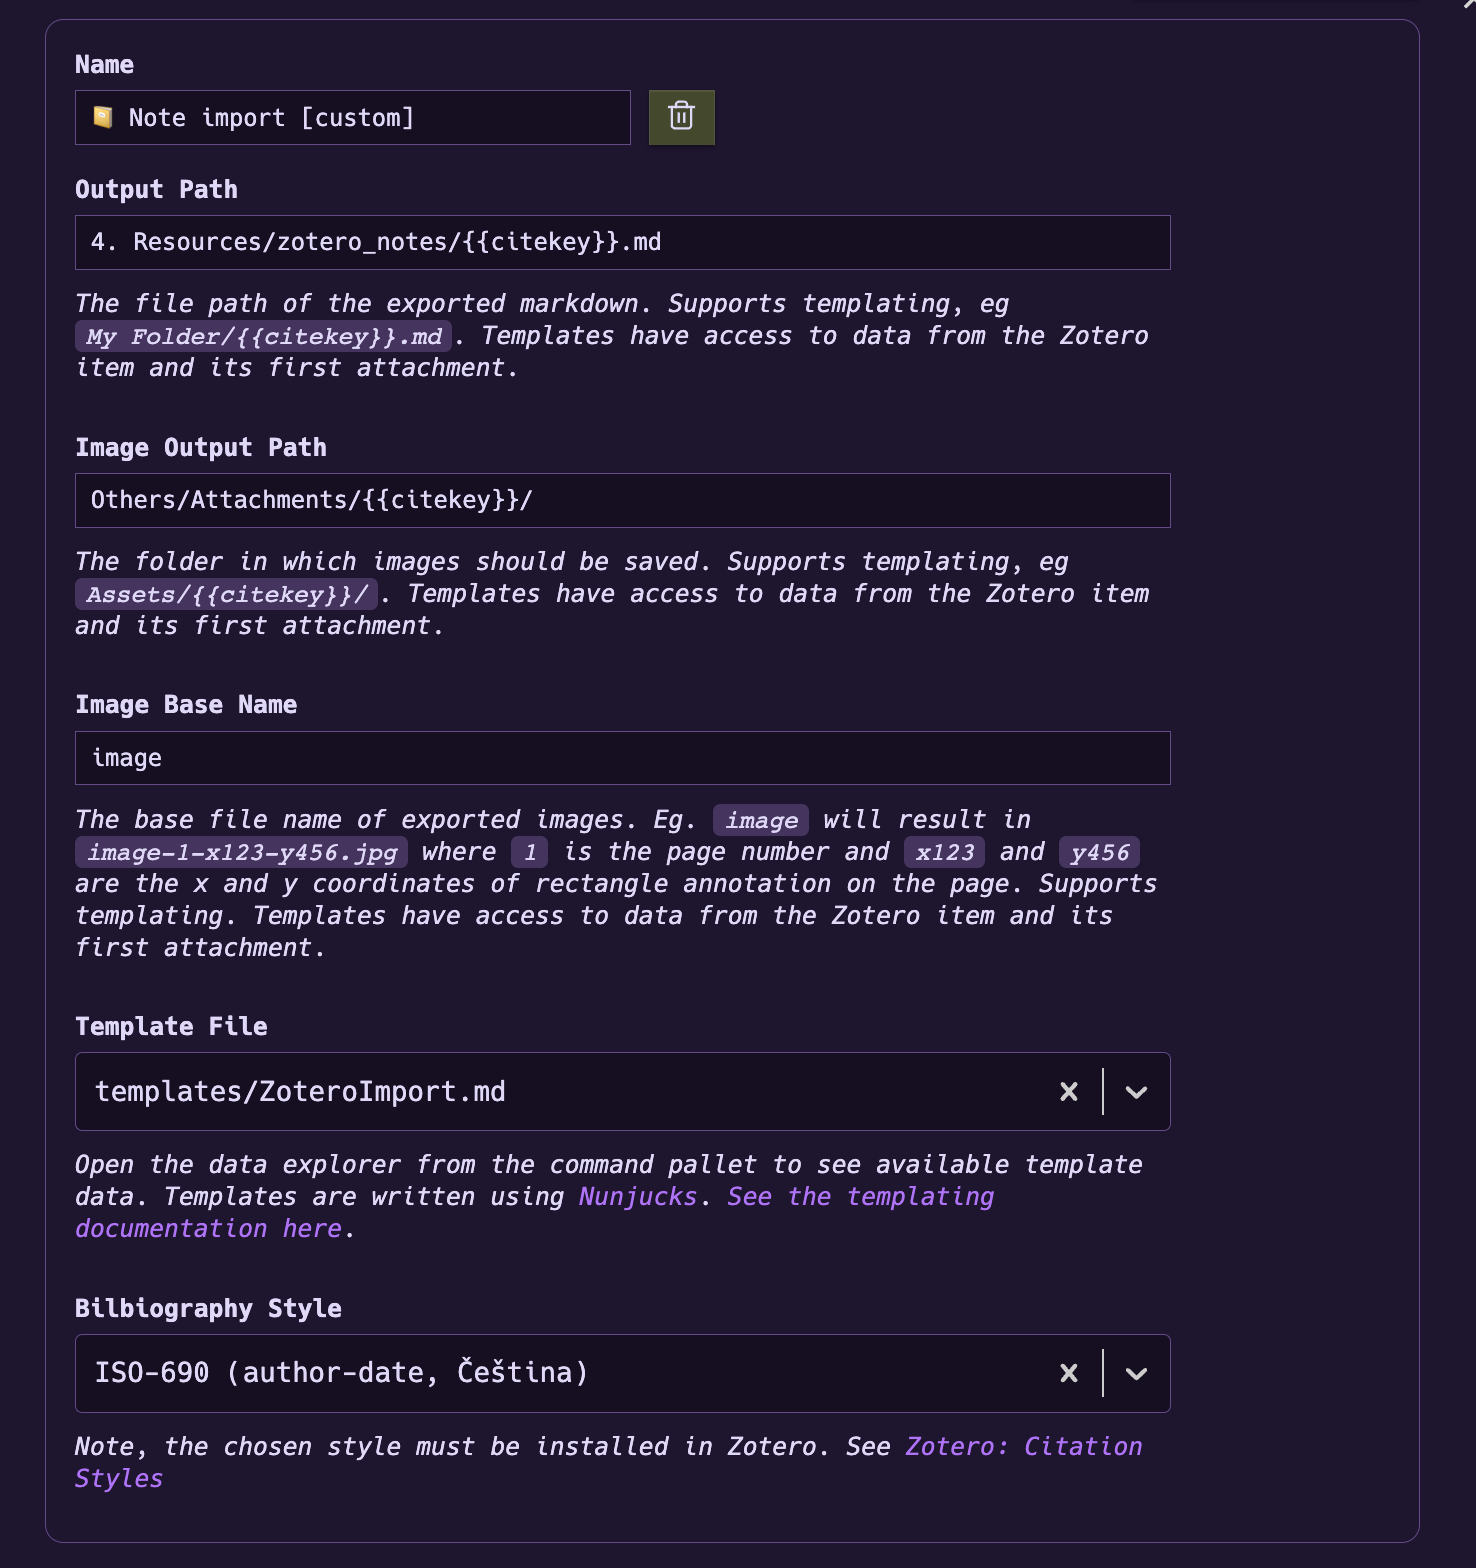 Name
📒 Note import [custom]
Output Path
4. Resources/zotero_notes/{{citekey}}.md
The file path of the exported markdown. Supports templating, eg
My Folder/{{citekey}}.md. Templates have access to data from the Zotero
item and its first attachment.
Image Output Path
Others/Attachments/{{citekey}}/
The folder in which images should be saved. Supports templating, eg
Assets/{{citekey}}/. Templates have access to data from the Zotero item
and its first attachment.
Image Base Name
image
The base file name of exported images. Eg. image will result in
image-1-x123-y456.jpg where 1 is the page number and x123 and y456
are the x and y coordinates of rectangle annotation on the page. Supports
templating. Templates have access to data from the Zotero item and its
first attachment.
Template File
templates/ZoteroImport.md
Open the data explorer from the command pallet to see available template
data. Templates are written using Nunjucks. See the templating
documentation here.
Bilbiography Style
ISO-690 (author-date, Čeština)
Note, the chosen style must be installed in Zotero. See Zotero: Citation
Styles